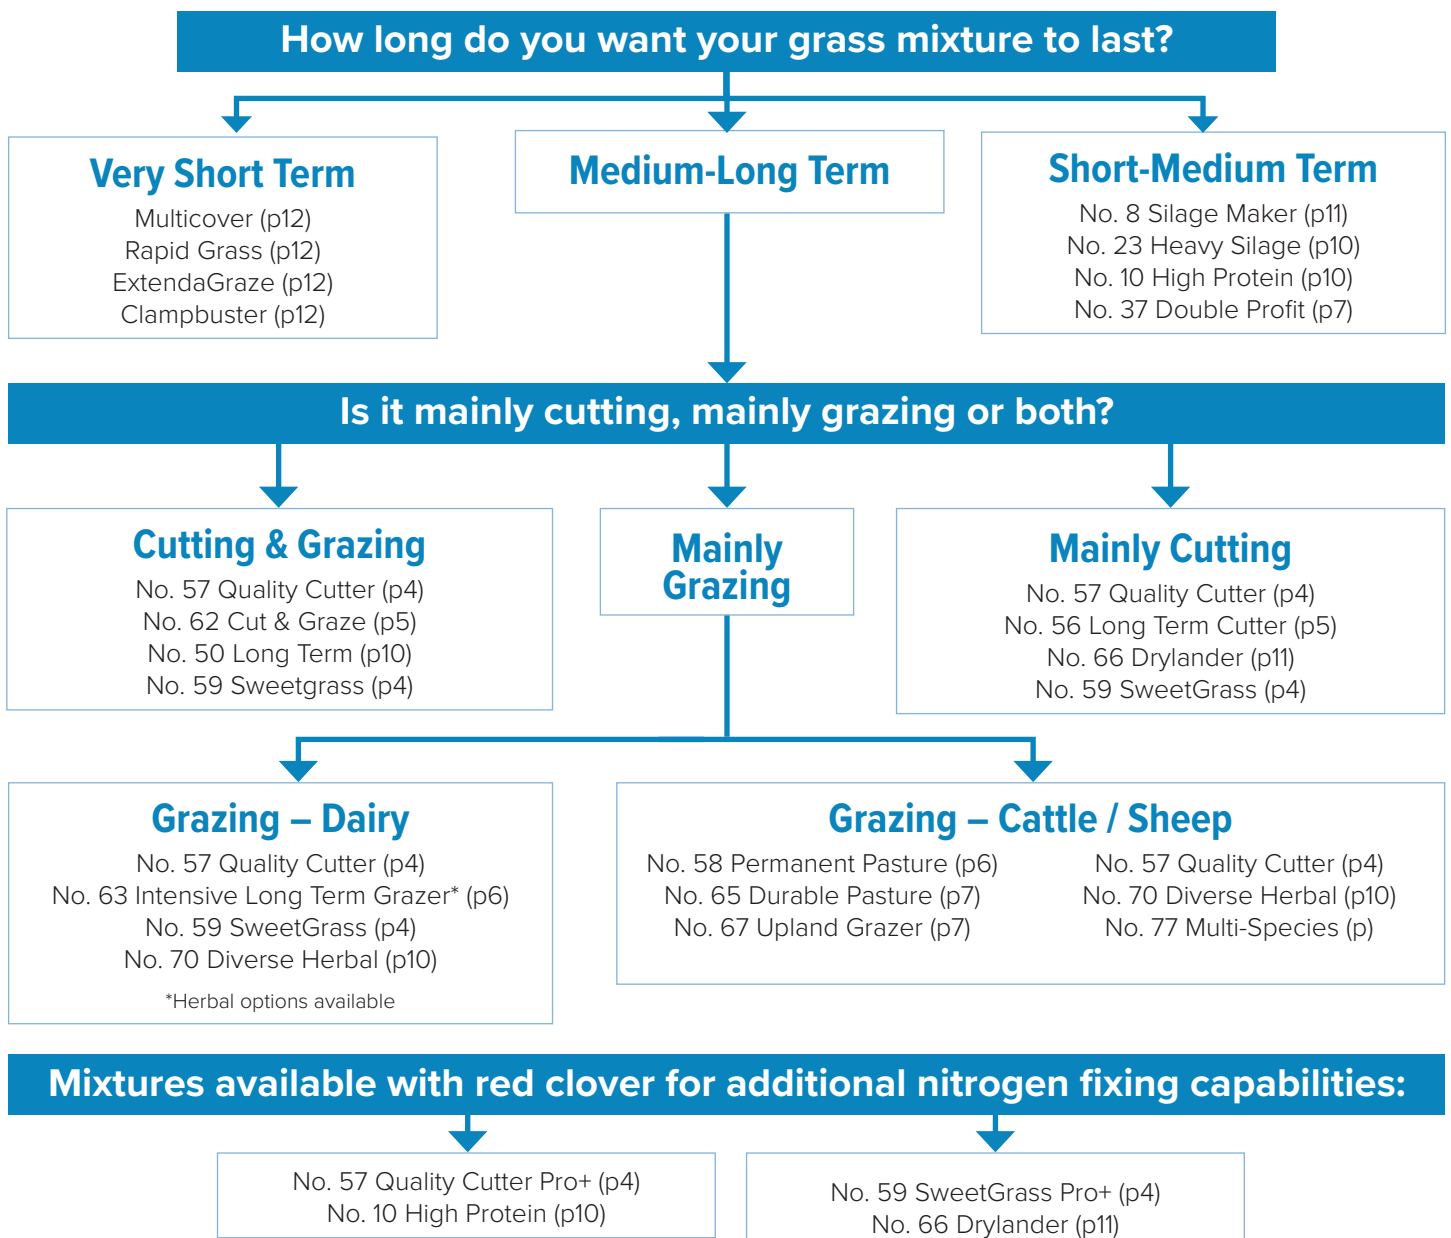 How long do you want your grass mixture to last?
Very Short Term
Multicover (p12)
Rapid Grass (p12)
ExtendaGraze (p12)
Clampbuster (p12)
Medium-Long Term
Short-Medium Term
No. 8 Silage Maker (p11)
No. 23 Heavy Silage (p10)
No. 10 High Protein (p10)
No. 37 Double Profit (p7)
Is it mainly cutting, mainly grazing or both?
Cutting & Grazing
No. 57 Quality Cutter (p4)
No. 62 Cut & Graze (p5)
No. 50 Long Term (p10)
No. 59 Sweetgrass (p4)
Mainly
Grazing
Mainly Cutting
No. 57 Quality Cutter (p4)
No. 56 Long Term Cutter (p5)
No. 66 Drylander (p11)
No. 59 SweetGrass (p4)
Grazing – Dairy
No. 57 Quality Cutter (p4)
No. 63 Intensive Long Term Grazer* (p6)
No. 59 SweetGrass (p4)
No. 70 Diverse Herbal (p10)
*Herbal options available
Grazing – Cattle / Sheep
No. 58 Permanent Pasture (p6)
No. 65 Durable Pasture (p7)
No. 67 Upland Grazer (p7)
No. 57 Quality Cutter (p4)
No. 70 Diverse Herbal (p10)
No. 77 Multi-Species (p)
Mixtures available with red clover for additional nitrogen fixing capabilities:
No. 57 Quality Cutter Pro+ (p4)
No. 10 High Protein (p10)
No. 59 SweetGrass Pro+ (p4)
No. 66 Drylander (p11)